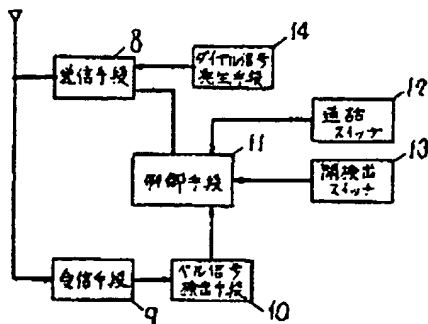 8
送信手段
14
ダイヤル信号
発生手段
12
通話
スイッチ
11
制御手段
13
開検出
スイッチ
受信手段
9
ベル信号
検出手段
10